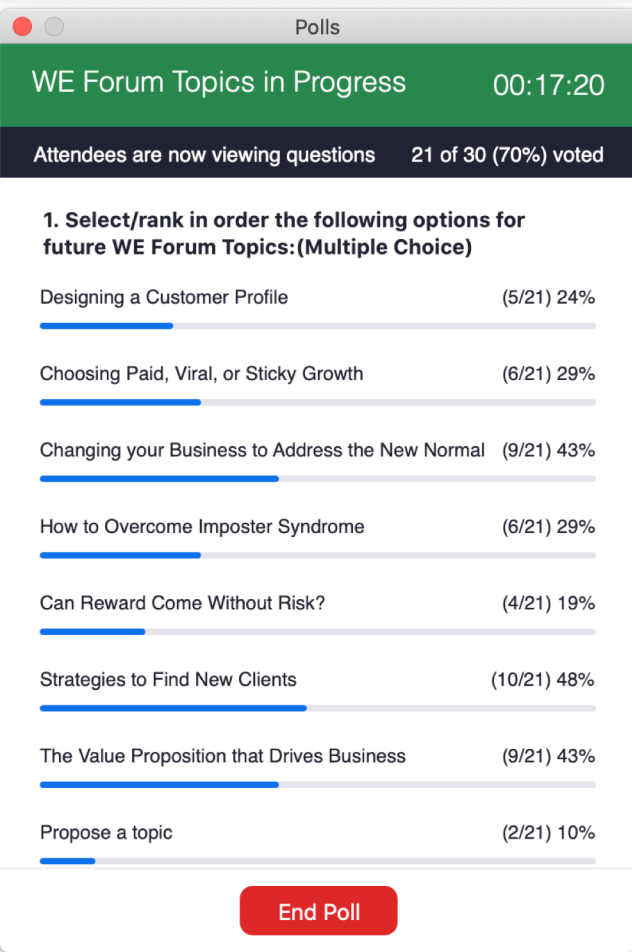 Polls
WE Forum Topics in Progress 00:17:20
Attendees are now viewing questions 21 of 30 (70%) voted
1. Select/rank in order the following options for
future WE Forum Topics:(Multiple Choice)
Designing a Customer Profile (5/21) 24%
Choosing Paid, Viral, or Sticky Growth (6/21) 29%
Changing your Business to Address the New Normal (9/21) 43%
How to Overcome Imposter Syndrome (6/21) 29%
Can Reward Come Without Risk? (4/21) 19%
Strategies to Find New Clients (10/21) 48%
The Value Proposition that Drives Business (9/21) 43%
Propose a topic (2/21) 10%
End Poll